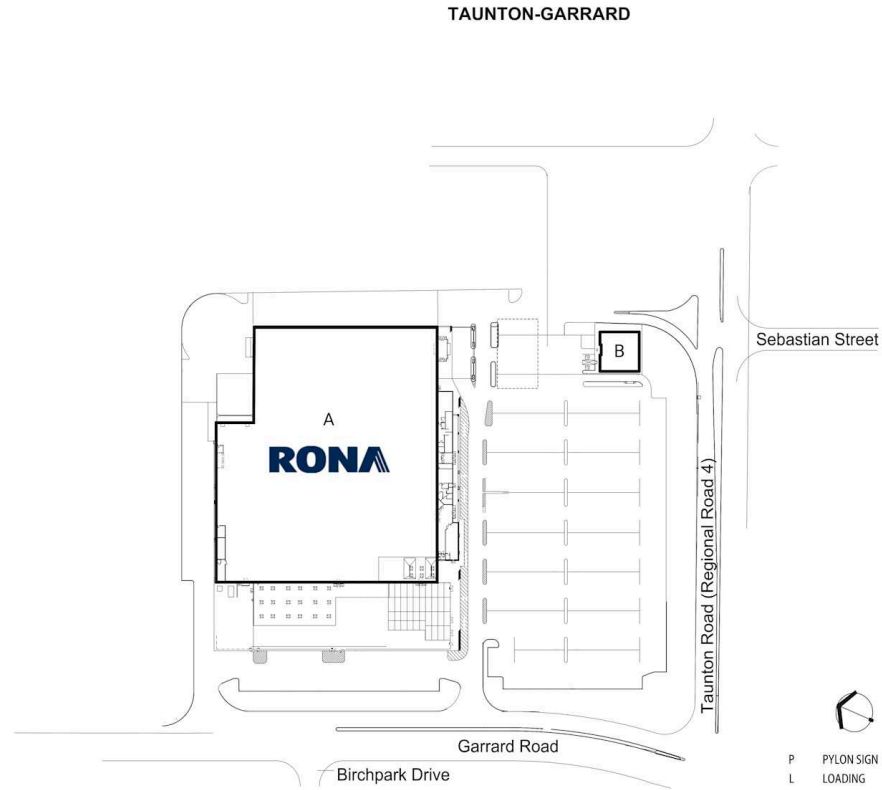 TAUNTON-GARRARD
Sebastian Street
B
A
RONA
Taunton Road (Regional Road 4)
Garrard Road
Birchpark Drive
P PYLON SIGN
L LOADING